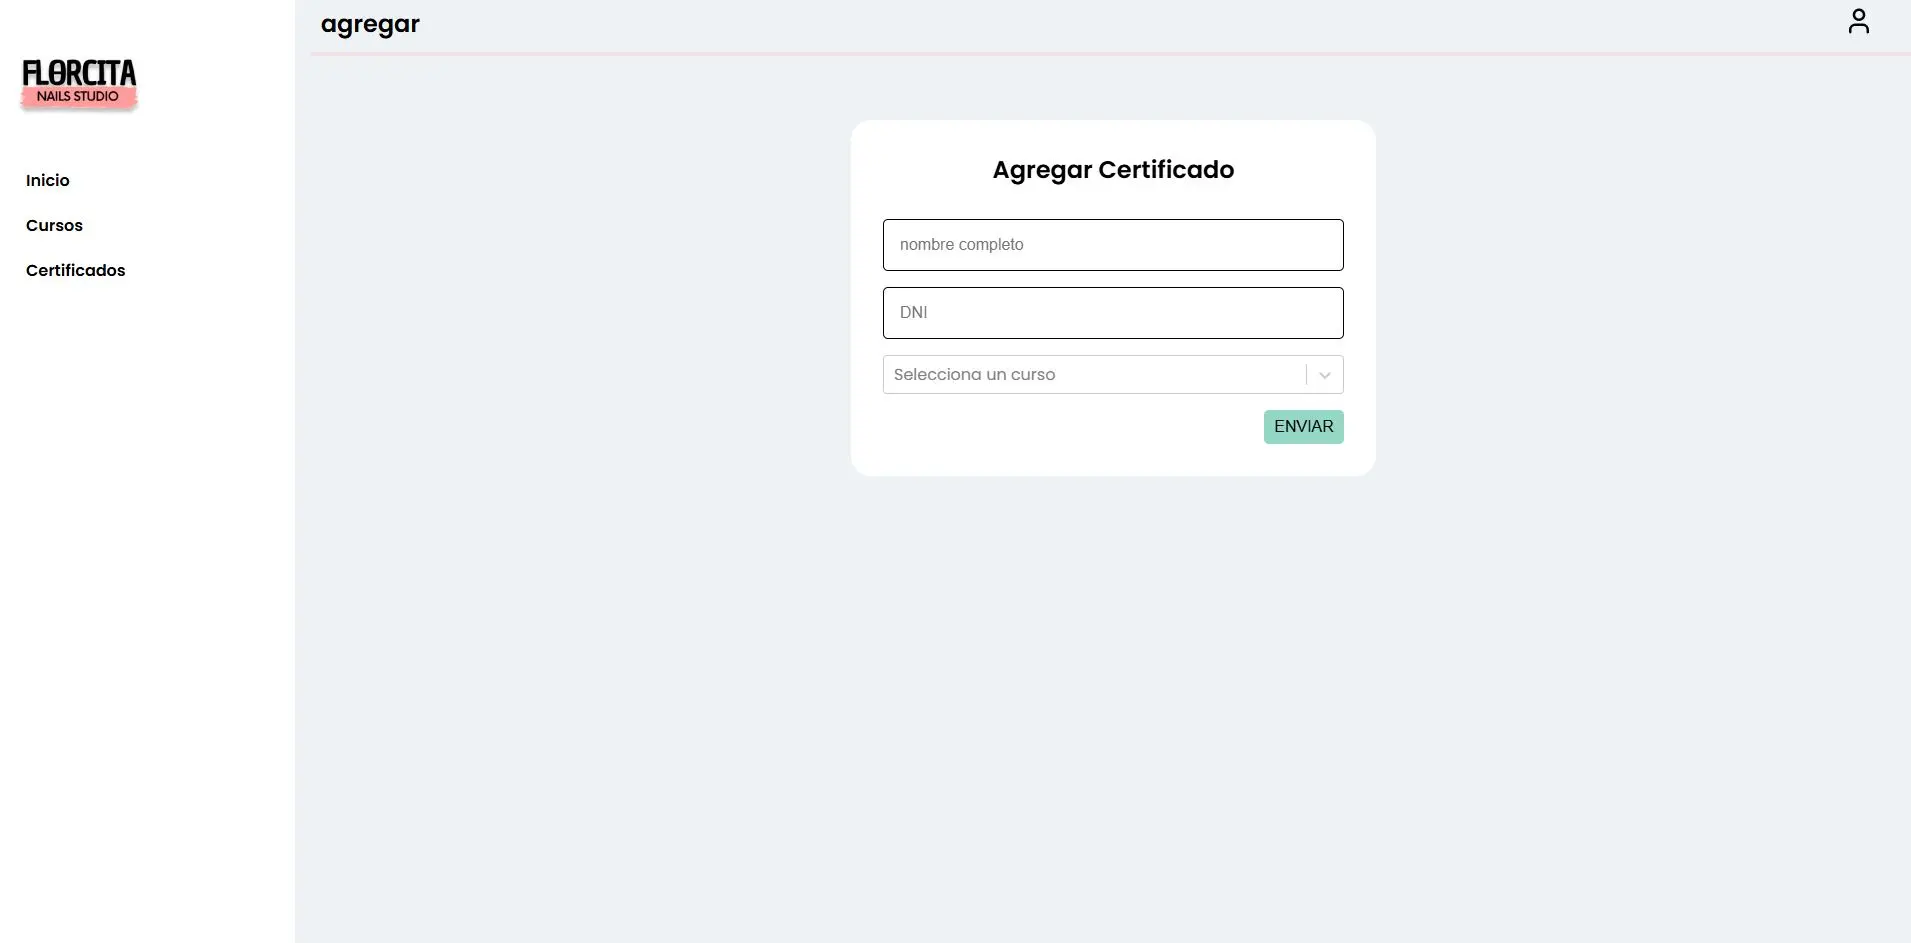 agregar
FLORCITA
NAILS STUDIO
Inicio
Cursos
Certificados
Agregar Certificado
nombre completo
DNI
Selecciona un curso
ENVIAR